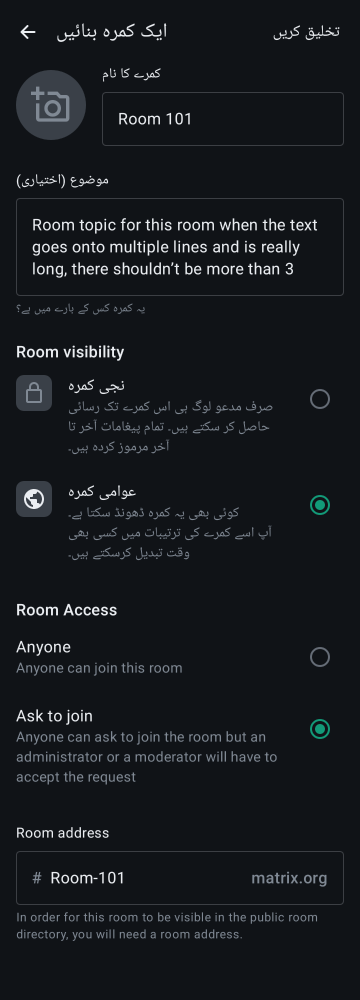 ایک کمرہ بنائیں
تخلیق کریں
کمرے کا نام
Room 101
موضوع (اختیاری)
Room topic for this room when the text
goes onto multiple lines and is really
long, there shouldn’t be more than 3
یہ کمرہ کس کے بارے میں ہے؟
Room visibility
نجی کمرہ
صرف مدعو لوگ ہی اس کمرے تک رسائی
حاصل کر سکتے ہیں۔ تمام پیغامات آخر تا
آخر مرموز کردہ ہیں۔
عوامی کمرہ
کوئی بھی یہ کمرہ ڈھونڈ سکتا ہے۔
آپ اسے کمرے کی ترتیبات میں کسی بھی
وقت تبدیل کرسکتے ہیں۔
Room Access
Anyone
Anyone can join this room
Ask to join
Anyone can ask to join the room but an
administrator or a moderator will have to
accept the request
Room address
# Room-101 matrix.org
In order for this room to be visible in the public room
directory, you will need a room address.